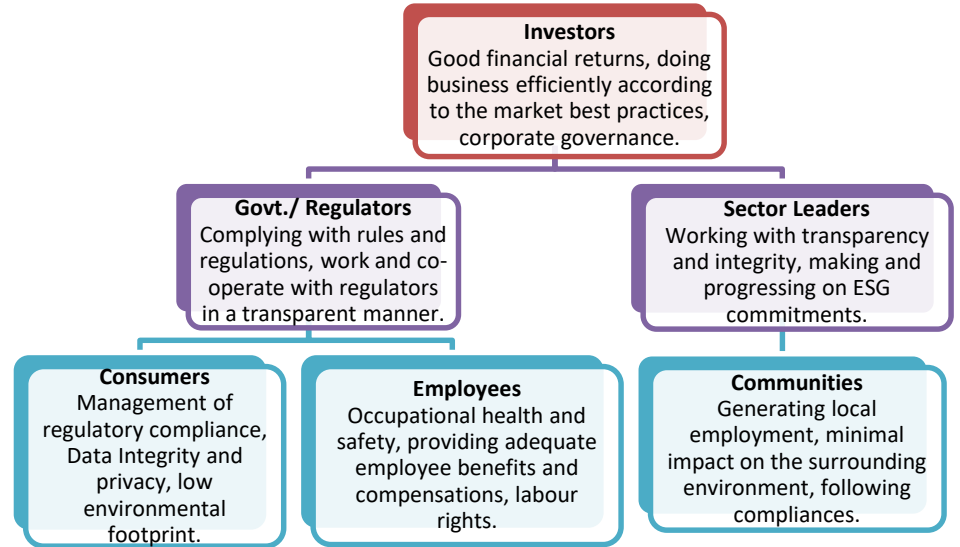 Investors
Good financial returns, doing
business efficiently according
to the market best practices,
corporate governance.
Govt./ Regulators
Complying with rules and
regulations, work and co-
operate with regulators
in a transparent manner.
Sector Leaders
Working with transparency
and integrity, making and
progressing on ESG
commitments.
Consumers
Management of
regulatory compliance,
Data Integrity and
privacy, low
environmental
footprint.
Employees
Occupational health and
safety, providing adequate
employee benefits and
compensations, labour
rights.
Communities
Generating local
employment, minimal
impact on the surrounding
environment, following
compliances.